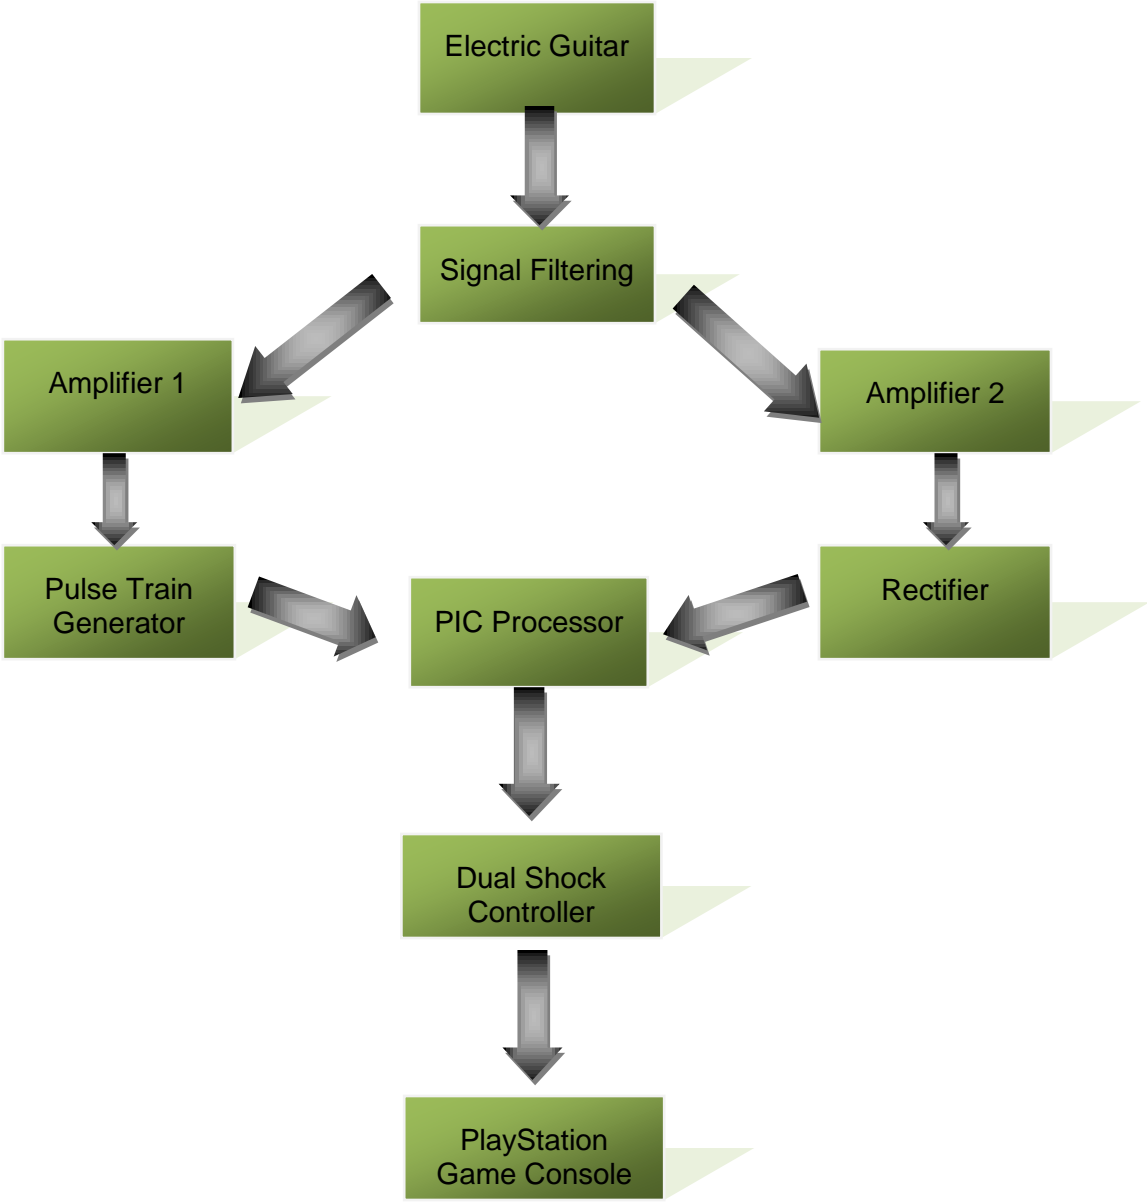 Electric Guitar
Signal Filtering
Amplifier 1
Amplifier 2
Pulse Train
Generator
PIC Processor
Rectifier
Dual Shock
Controller
PlayStation
Game Console